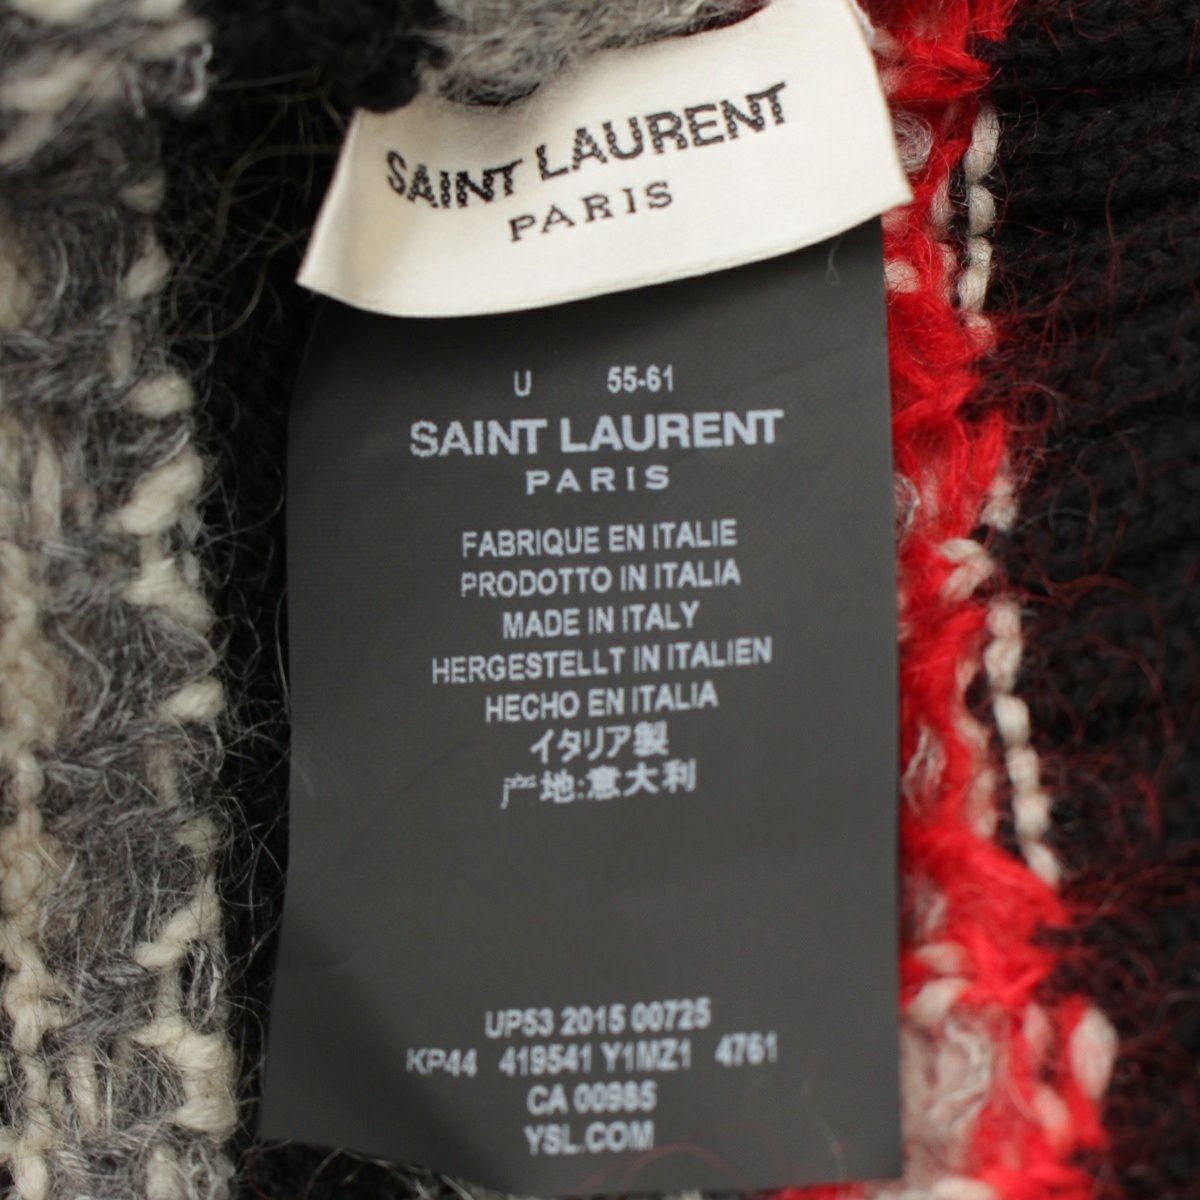 SAINT LAURENT
PARIS
U 55-61
SAINT LAURENT
PARIS
FABRIQUE EN ITALIE
PRODOTTO IN ITALIA
MADE IN ITALY
HERGESTELLT IN ITALIEN
HECHO EN ITALIA
イタリア製
产地:意大利
UP53 2015 00725
KP44 419541 Y1MZ1 4761
CA 00985
YSL.COM